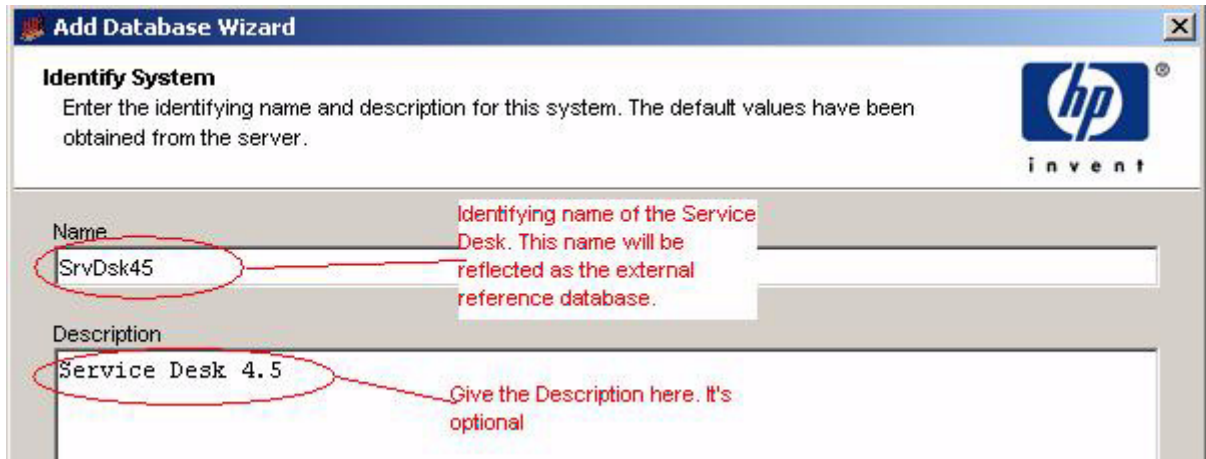 Add Database Wizard
Identify System
Enter the identifying name and description for this system. The default values have been
obtained from the server.
hp
®
invent
Name
SrvDsk45
Identifying name of the Service
Desk. This name will be
reflected as the external
reference database.
Description
Service Desk 4.5
Give the Description here. It's
optional